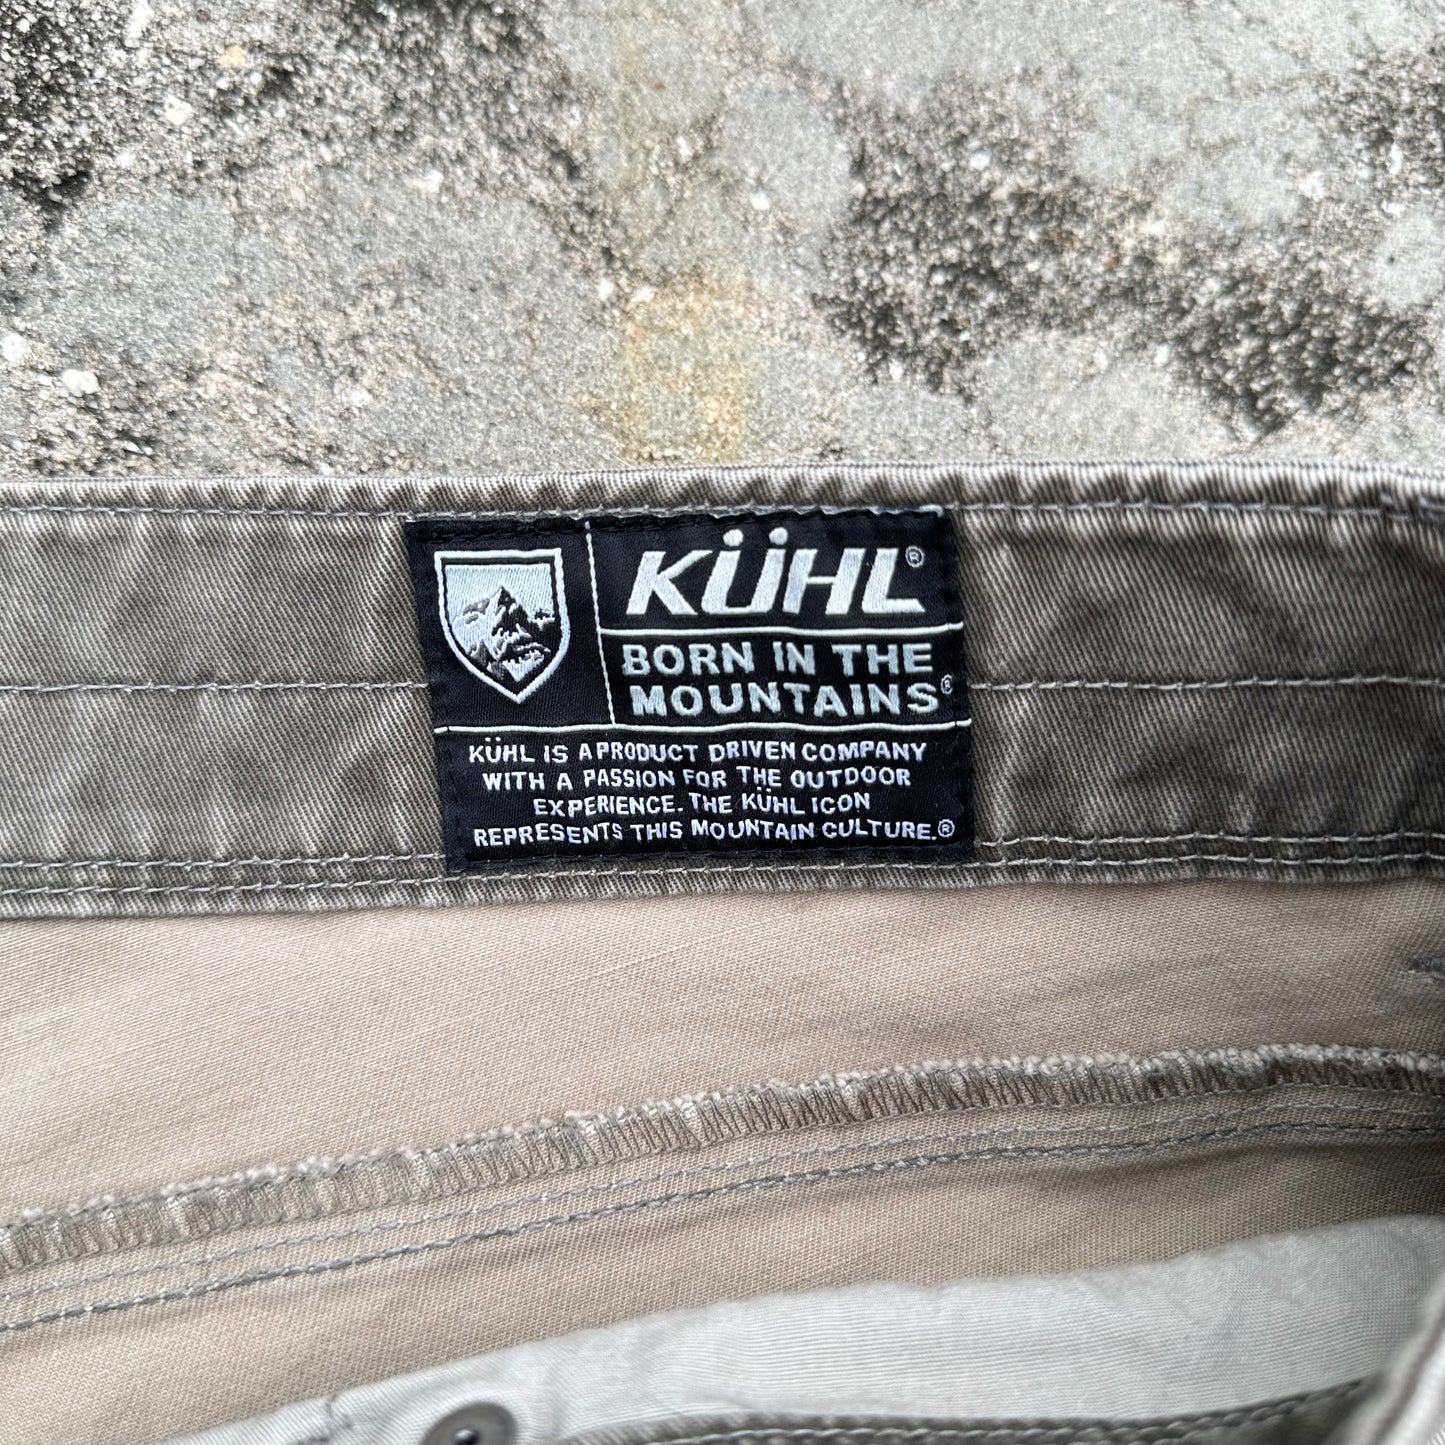 KÜHL®
BORN IN THE
MOUNTAINS®
KÜHL IS A PRODUCT DRIVEN COMPANY
WITH A PASSION FOR THE OUTDOOR
EXPERIENCE. THE KÜHL ICON
REPRESENTS THIS MOUNTAIN CULTURE.®